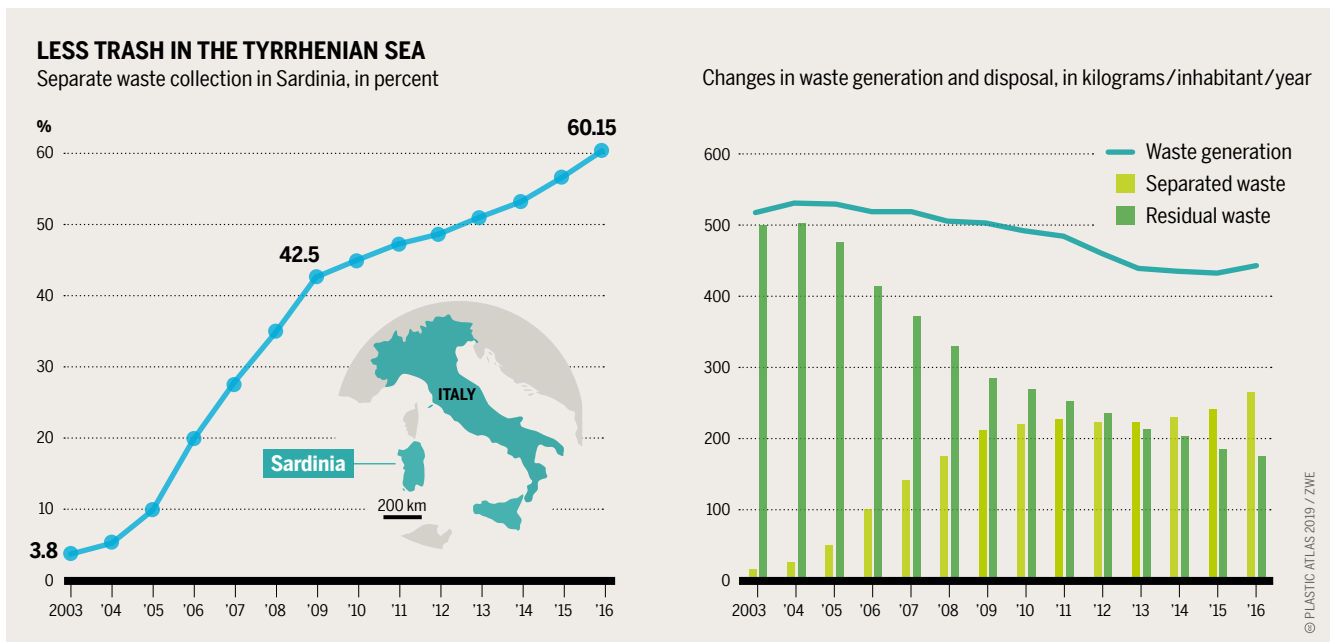 LESS TRASH IN THE TYRRHENIAN SEA
Separate waste collection in Sardinia, in percent
%
60
50
40
30
20
10
0
3.8
42.5
60.15
2003 '04 '05 '06 '07 '08 '09 '10 '11 '12 '13 '14 '15 '16
ITALY
Sardinia
200 km
Changes in waste generation and disposal, in kilograms/inhabitant/year
600
500
400
300
200
100
0
Waste generation
Separated waste
Residual waste
2003 '04 '05 '06 '07 '08 '09 '10 '11 '12 '13 '14 '15 '16
PLASTIC ATLAS 2019 / ZWE